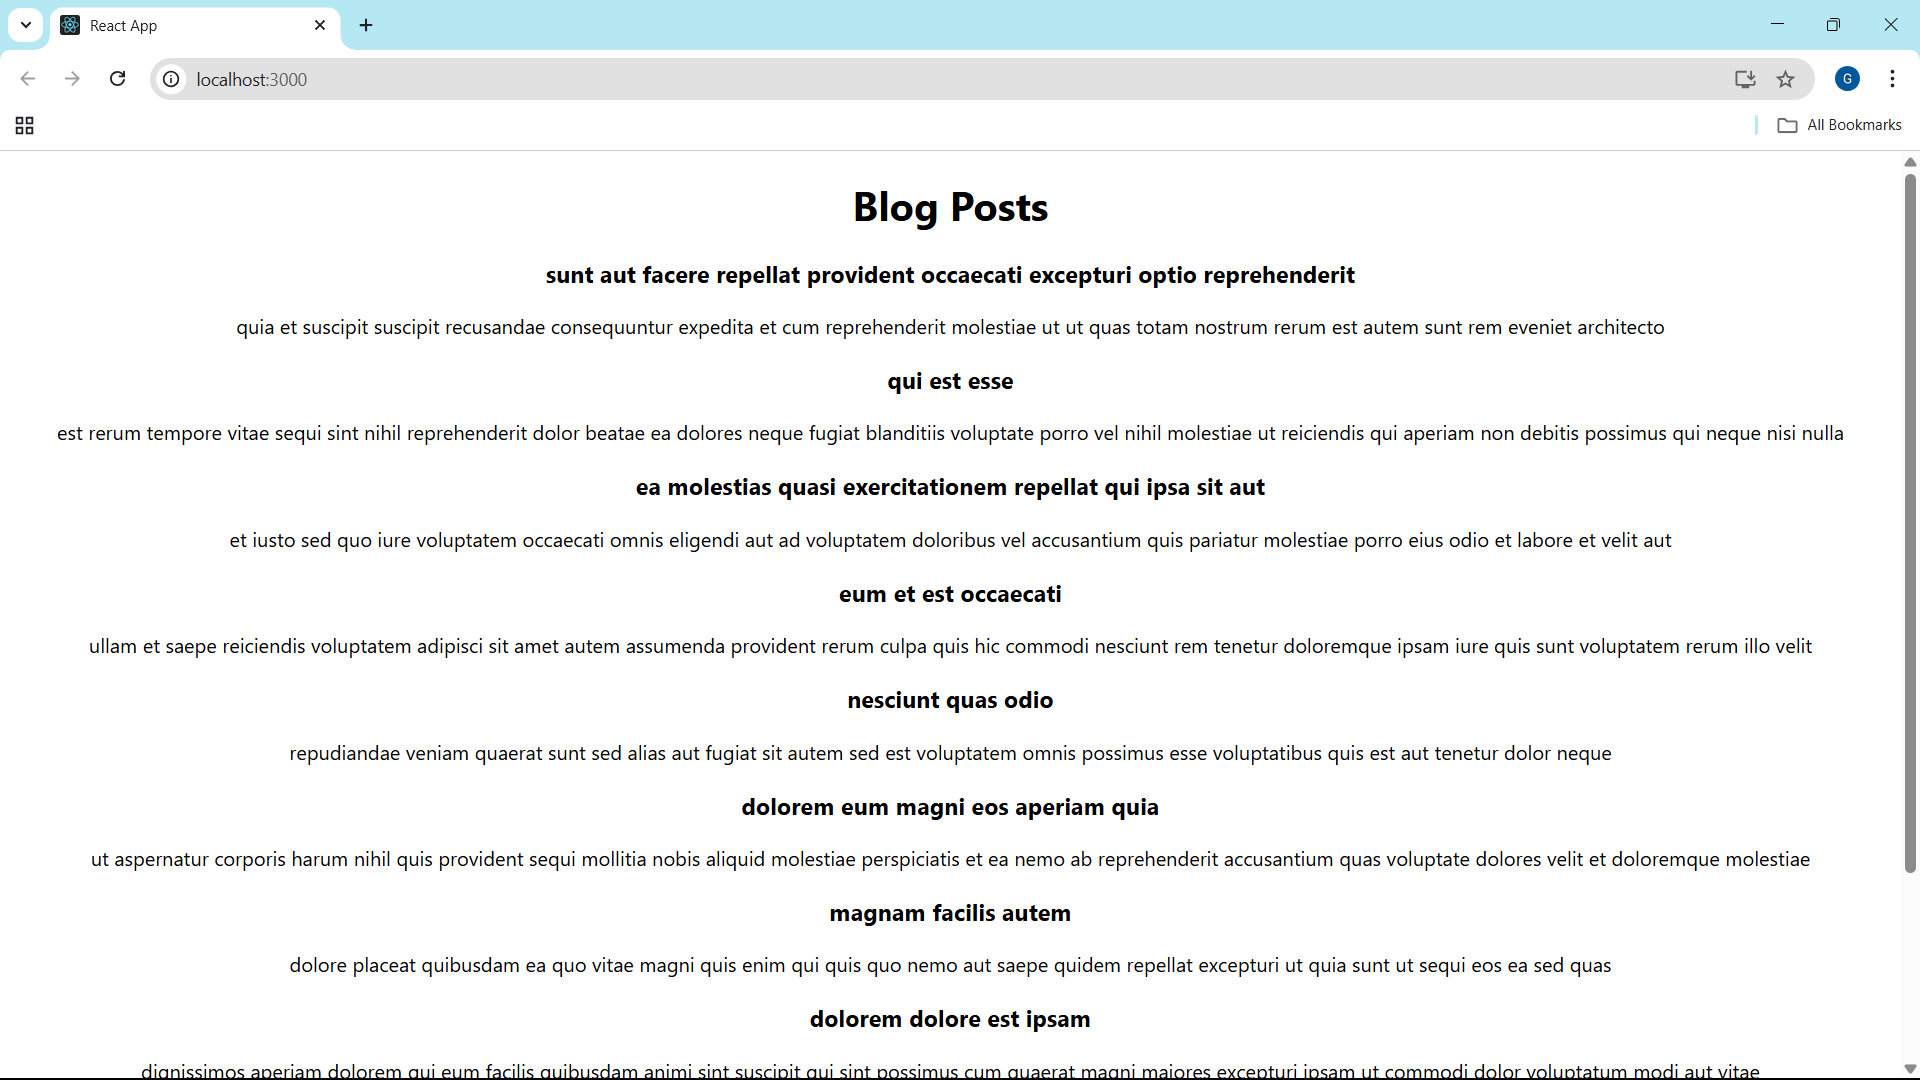 React App
localhost:3000
G
All Bookmarks
Blog Posts
sunt aut facere repellat provident occaecati excepturi optio reprehenderit
quia et suscipit suscipit recusandae consequuntur expedita et cum reprehenderit molestiae ut ut quas totam nostrum rerum est autem sunt rem eveniet architecto
qui est esse
est rerum tempore vitae sequi sint nihil reprehenderit dolor beatae ea dolores neque fugiat blanditiis voluptate porro vel nihil molestiae ut reiciendis qui aperiam non debitis possimus qui neque nisi nulla
ea molestias quasi exercitationem repellat qui ipsa sit aut
et iusto sed quo iure voluptatem occaecati omnis eligendi aut ad voluptatem doloribus vel accusantium quis pariatur molestiae porro eius odio et labore et velit aut
eum et est occaecati
ullam et saepe reiciendis voluptatem adipisci sit amet autem assumenda provident rerum culpa quis hic commodi nesciunt rem tenetur doloremque ipsam iure quis sunt voluptatem rerum illo velit
nesciunt quas odio
repudiandae veniam quaerat sunt sed alias aut fugiat sit autem sed est voluptatem omnis possimus esse voluptatibus quis est aut tenetur dolor neque
dolorem eum magni eos aperiam quia
ut aspernatur corporis harum nihil quis provident sequi mollitia nobis aliquid molestiae perspiciatis et ea nemo ab reprehenderit accusantium quas voluptate dolores velit et doloremque molestiae
magnam facilis autem
dolore placeat quibusdam ea quo vitae magni quis enim qui quis quo nemo aut saepe quidem repellat excepturi ut quia sunt ut sequi eos ea sed quas
dolorem dolore est ipsam
dignissimos aperiam dolorem qui eum facilis quibusdam animi sint suscipit qui sint possimus cum quaerat magni maiores excepturi ipsam ut commodi dolor voluptatum modi aut vitae